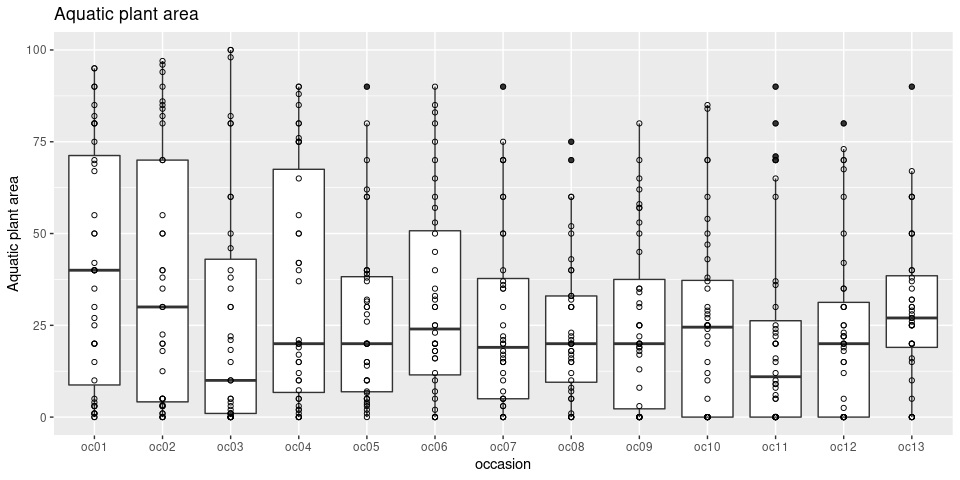 Aquatic plant area
100
75
50
25
0
Aquatic plant area
oc01 oc02 oc03 oc04 oc05 oc06 oc07 oc08 oc09 oc10 oc11 oc12 oc13
occasion